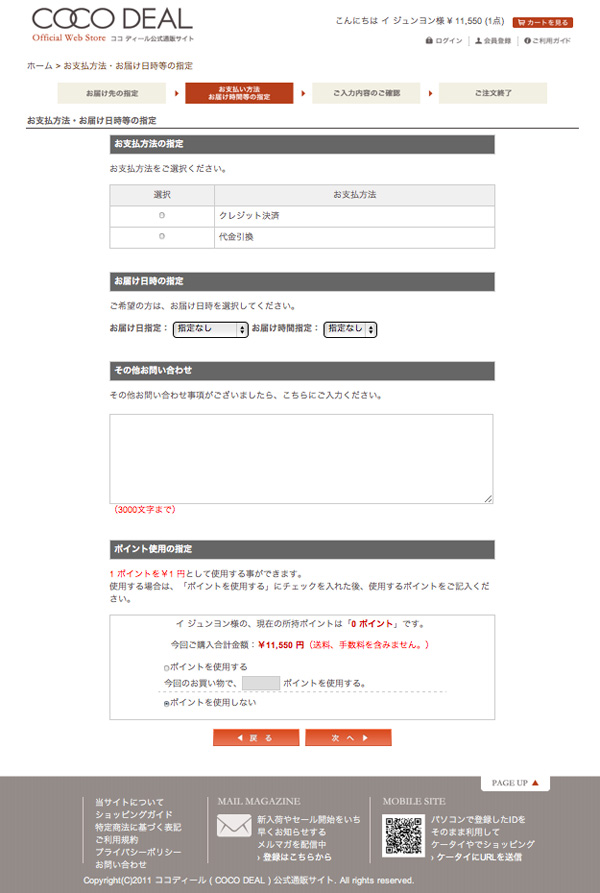 COCO DEAL
Official Web Store ココ ディール公式通販サイト
こんにちは イ ジュンヨン様 ¥ 11,550 (1点) カートを見る
ログイン 会員登録 ご利用ガイド
ホーム > お支払方法・お届け日時等の指定
お届け先の指定
お支払い方法
お届け時間等の指定
ご入力内容のご確認
ご注文終了
お支払方法・お届け日時等の指定
お支払方法の指定
お支払方法をご選択ください。
選択 お支払方法
クレジット決済
代金引換
お届け日時の指定
ご希望の方は、お届け日時を選択してください。
お届け日指定： 指定なし お届け時間指定： 指定なし
その他お問い合わせ
その他お問い合わせ事項がございましたら、こちらにご入力ください。
（3000文字まで）
ポイント使用の指定
1 ポイントを￥1 円として使用する事ができます。
使用する場合は、「ポイントを使用する」にチェックを入れた後、使用するポイントをご記入くだ
さい。
イ ジュンヨン様の、現在の所持ポイントは「0 ポイント」です。
今回ご購入合計金額：￥11,550 円（送料、手数料を含みません。）
ポイントを使用する
今回のお買い物で、 ポイントを使用する。
ポイントを使用しない
戻 る
次 へ
PAGE UP
当サイトについて
ショッピングガイド
特定商法に基づく表記
ご利用規約
プライバシーポリシー
お問い合わせ
MAIL MAGAZINE
新入荷やセール開始をいち
早くお知らせする
メルマガを配信中
› 登録はこちらから
MOBILE SITE
パソコンで登録したIDを
そのまま利用して
ケータイやでショッピング
› ケータイにURLを送信
Copyright(C)2011 ココディール ( COCO DEAL ) 公式通販サイト. All rights reserved.